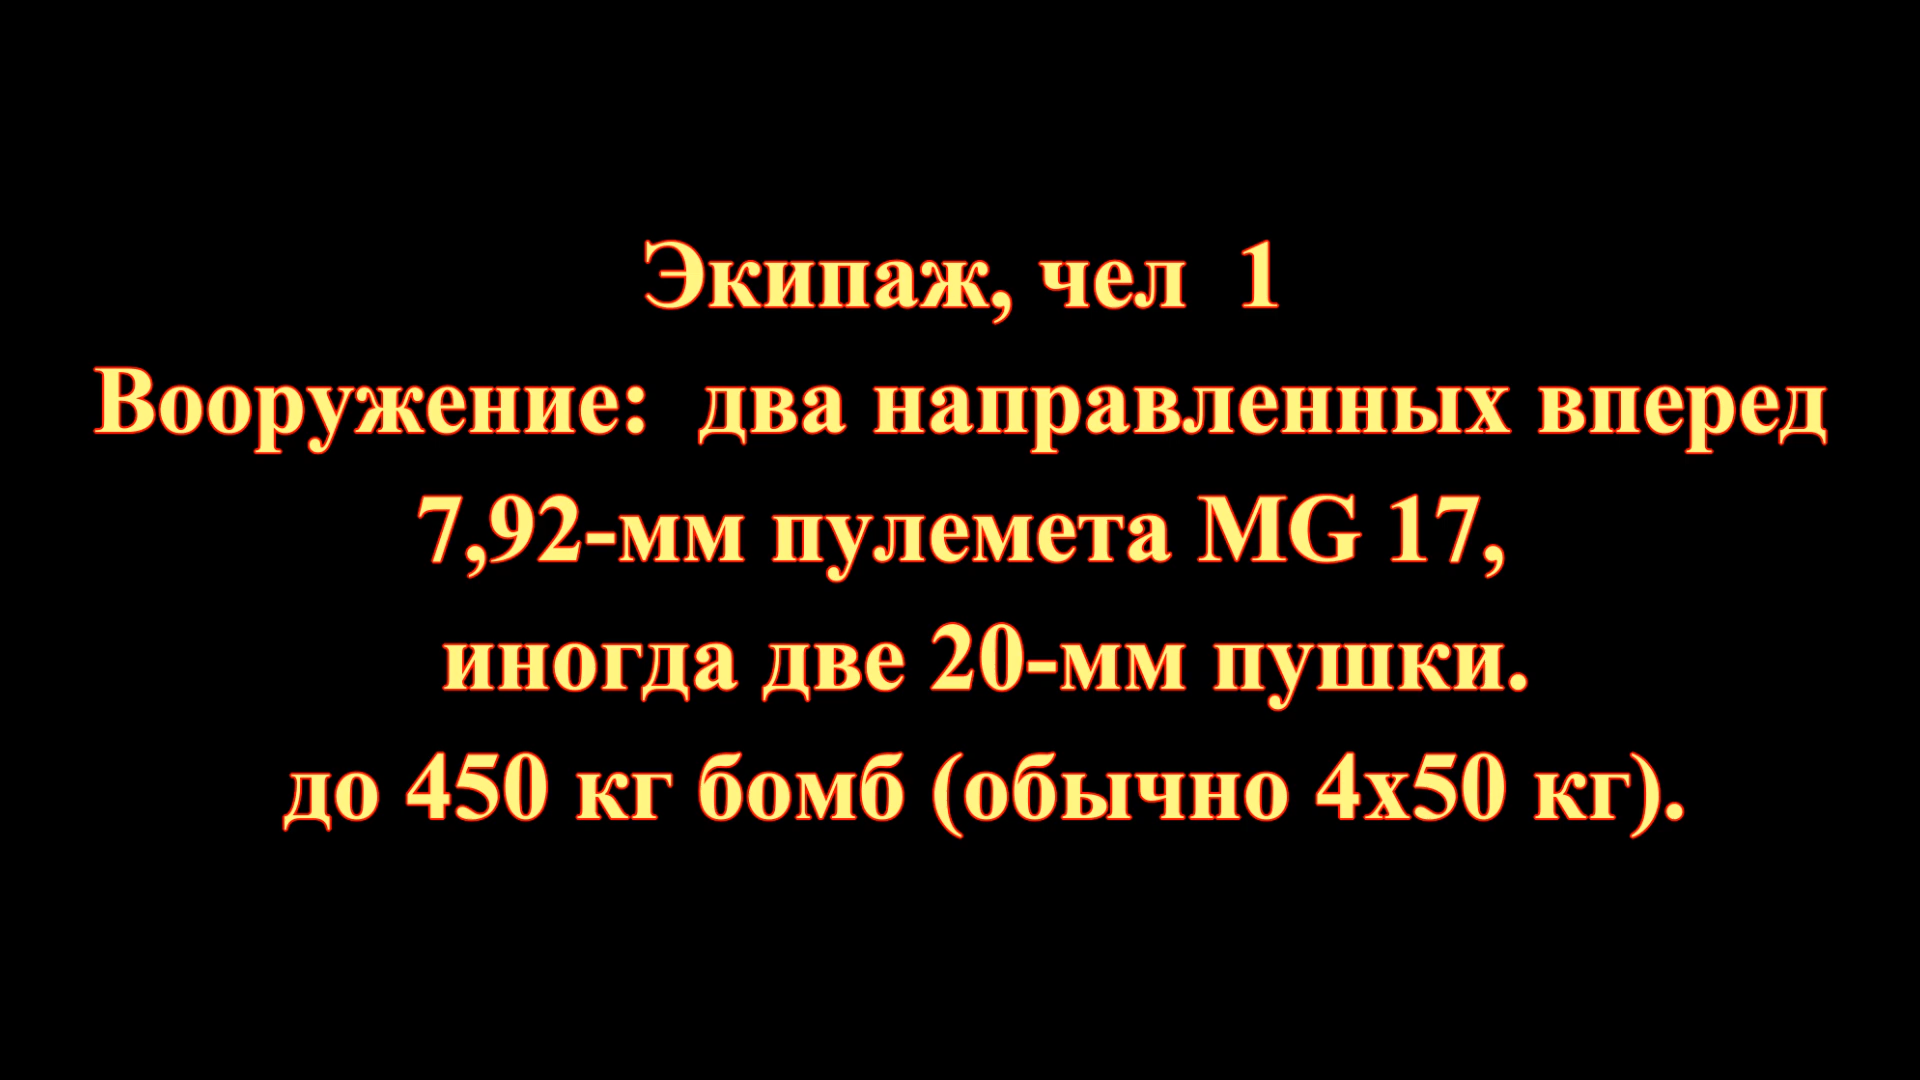 Экипаж, чел  1
Вооружение:  два направленных вперед
7,92-мм пулемета MG 17,
иногда две 20-мм пушки.
до 450 кг бомб (обычно 4х50 кг).